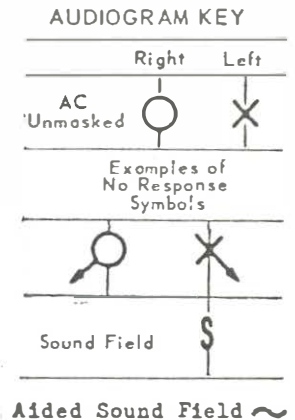 AUDIOGRAM KEY
Right Left
AC
Unmasked
Examples of
No Response
Symbols
Sound Field S
Aided Sound Field ~